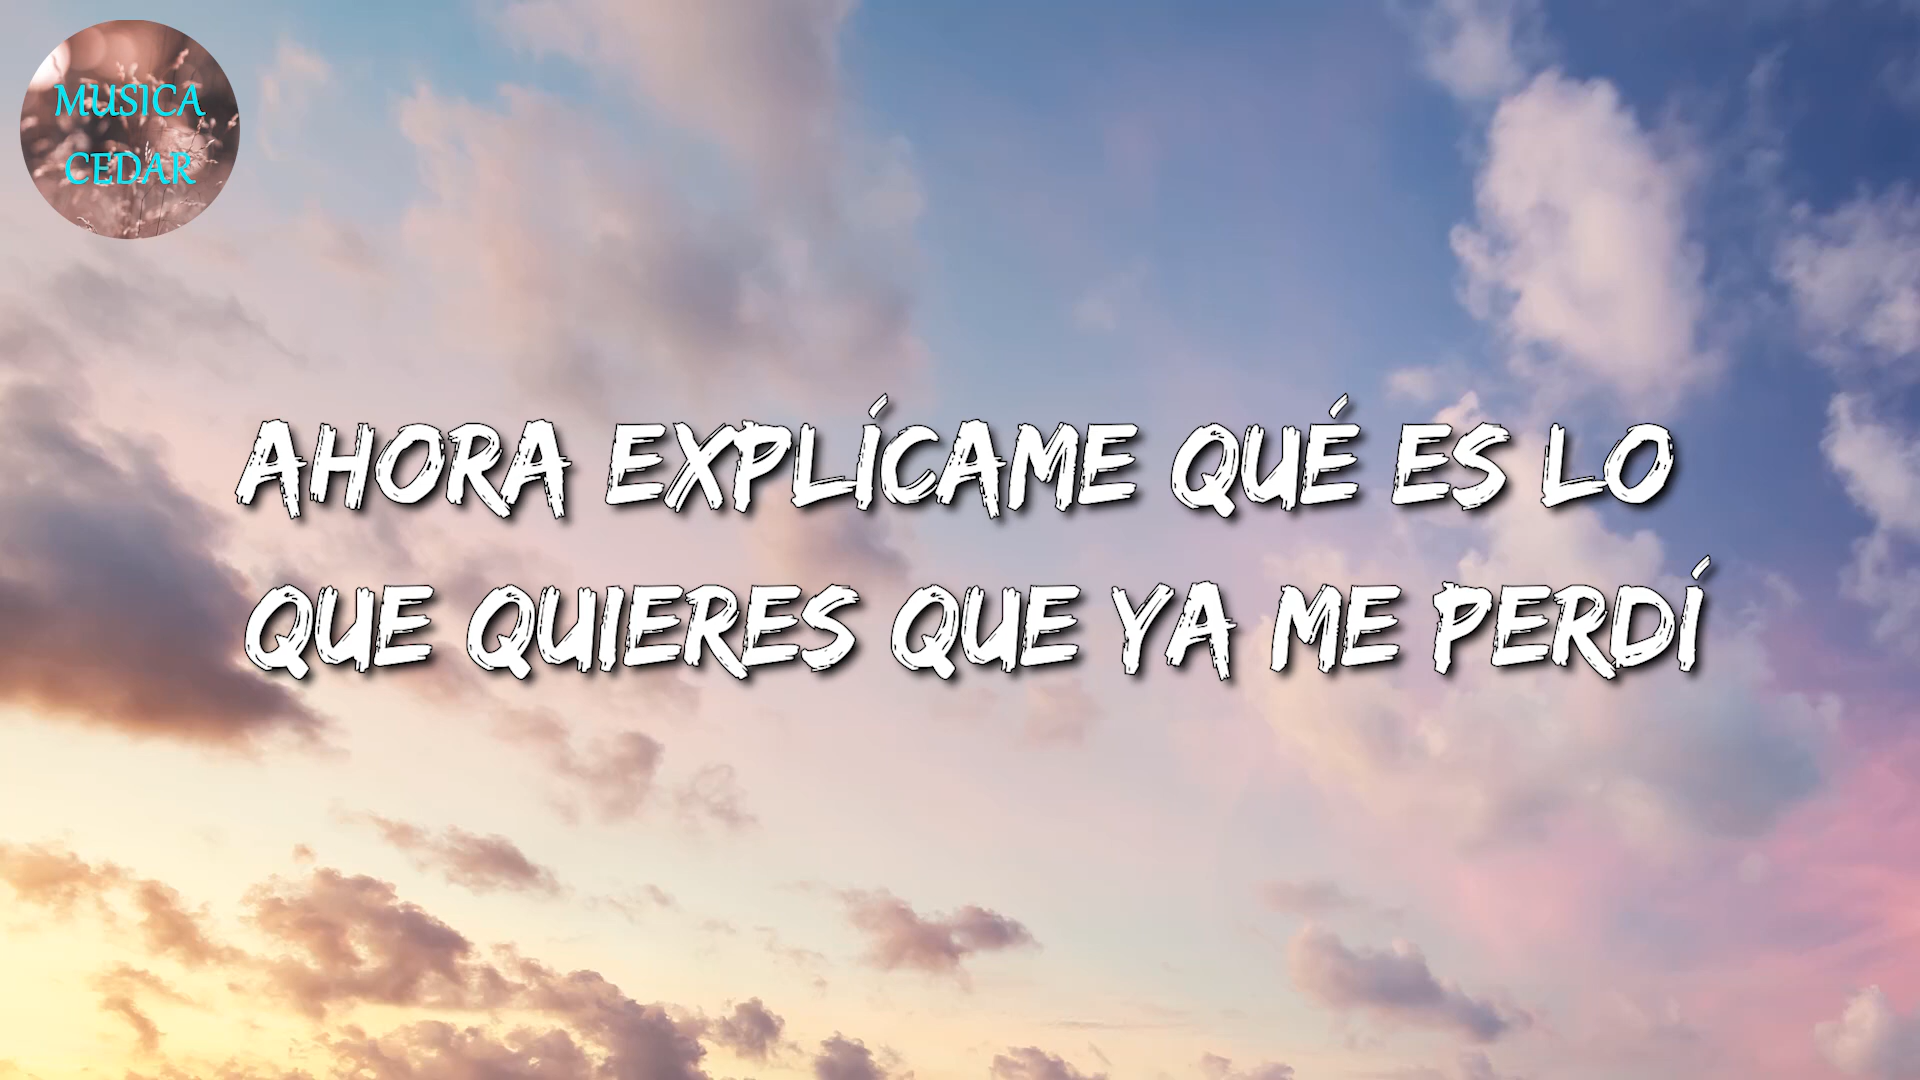 MUSICA
CEDAR
AHORA EXPLÍCAME QUÉ ES LO
QUE QUIERES QUE YA ME PERDÍ